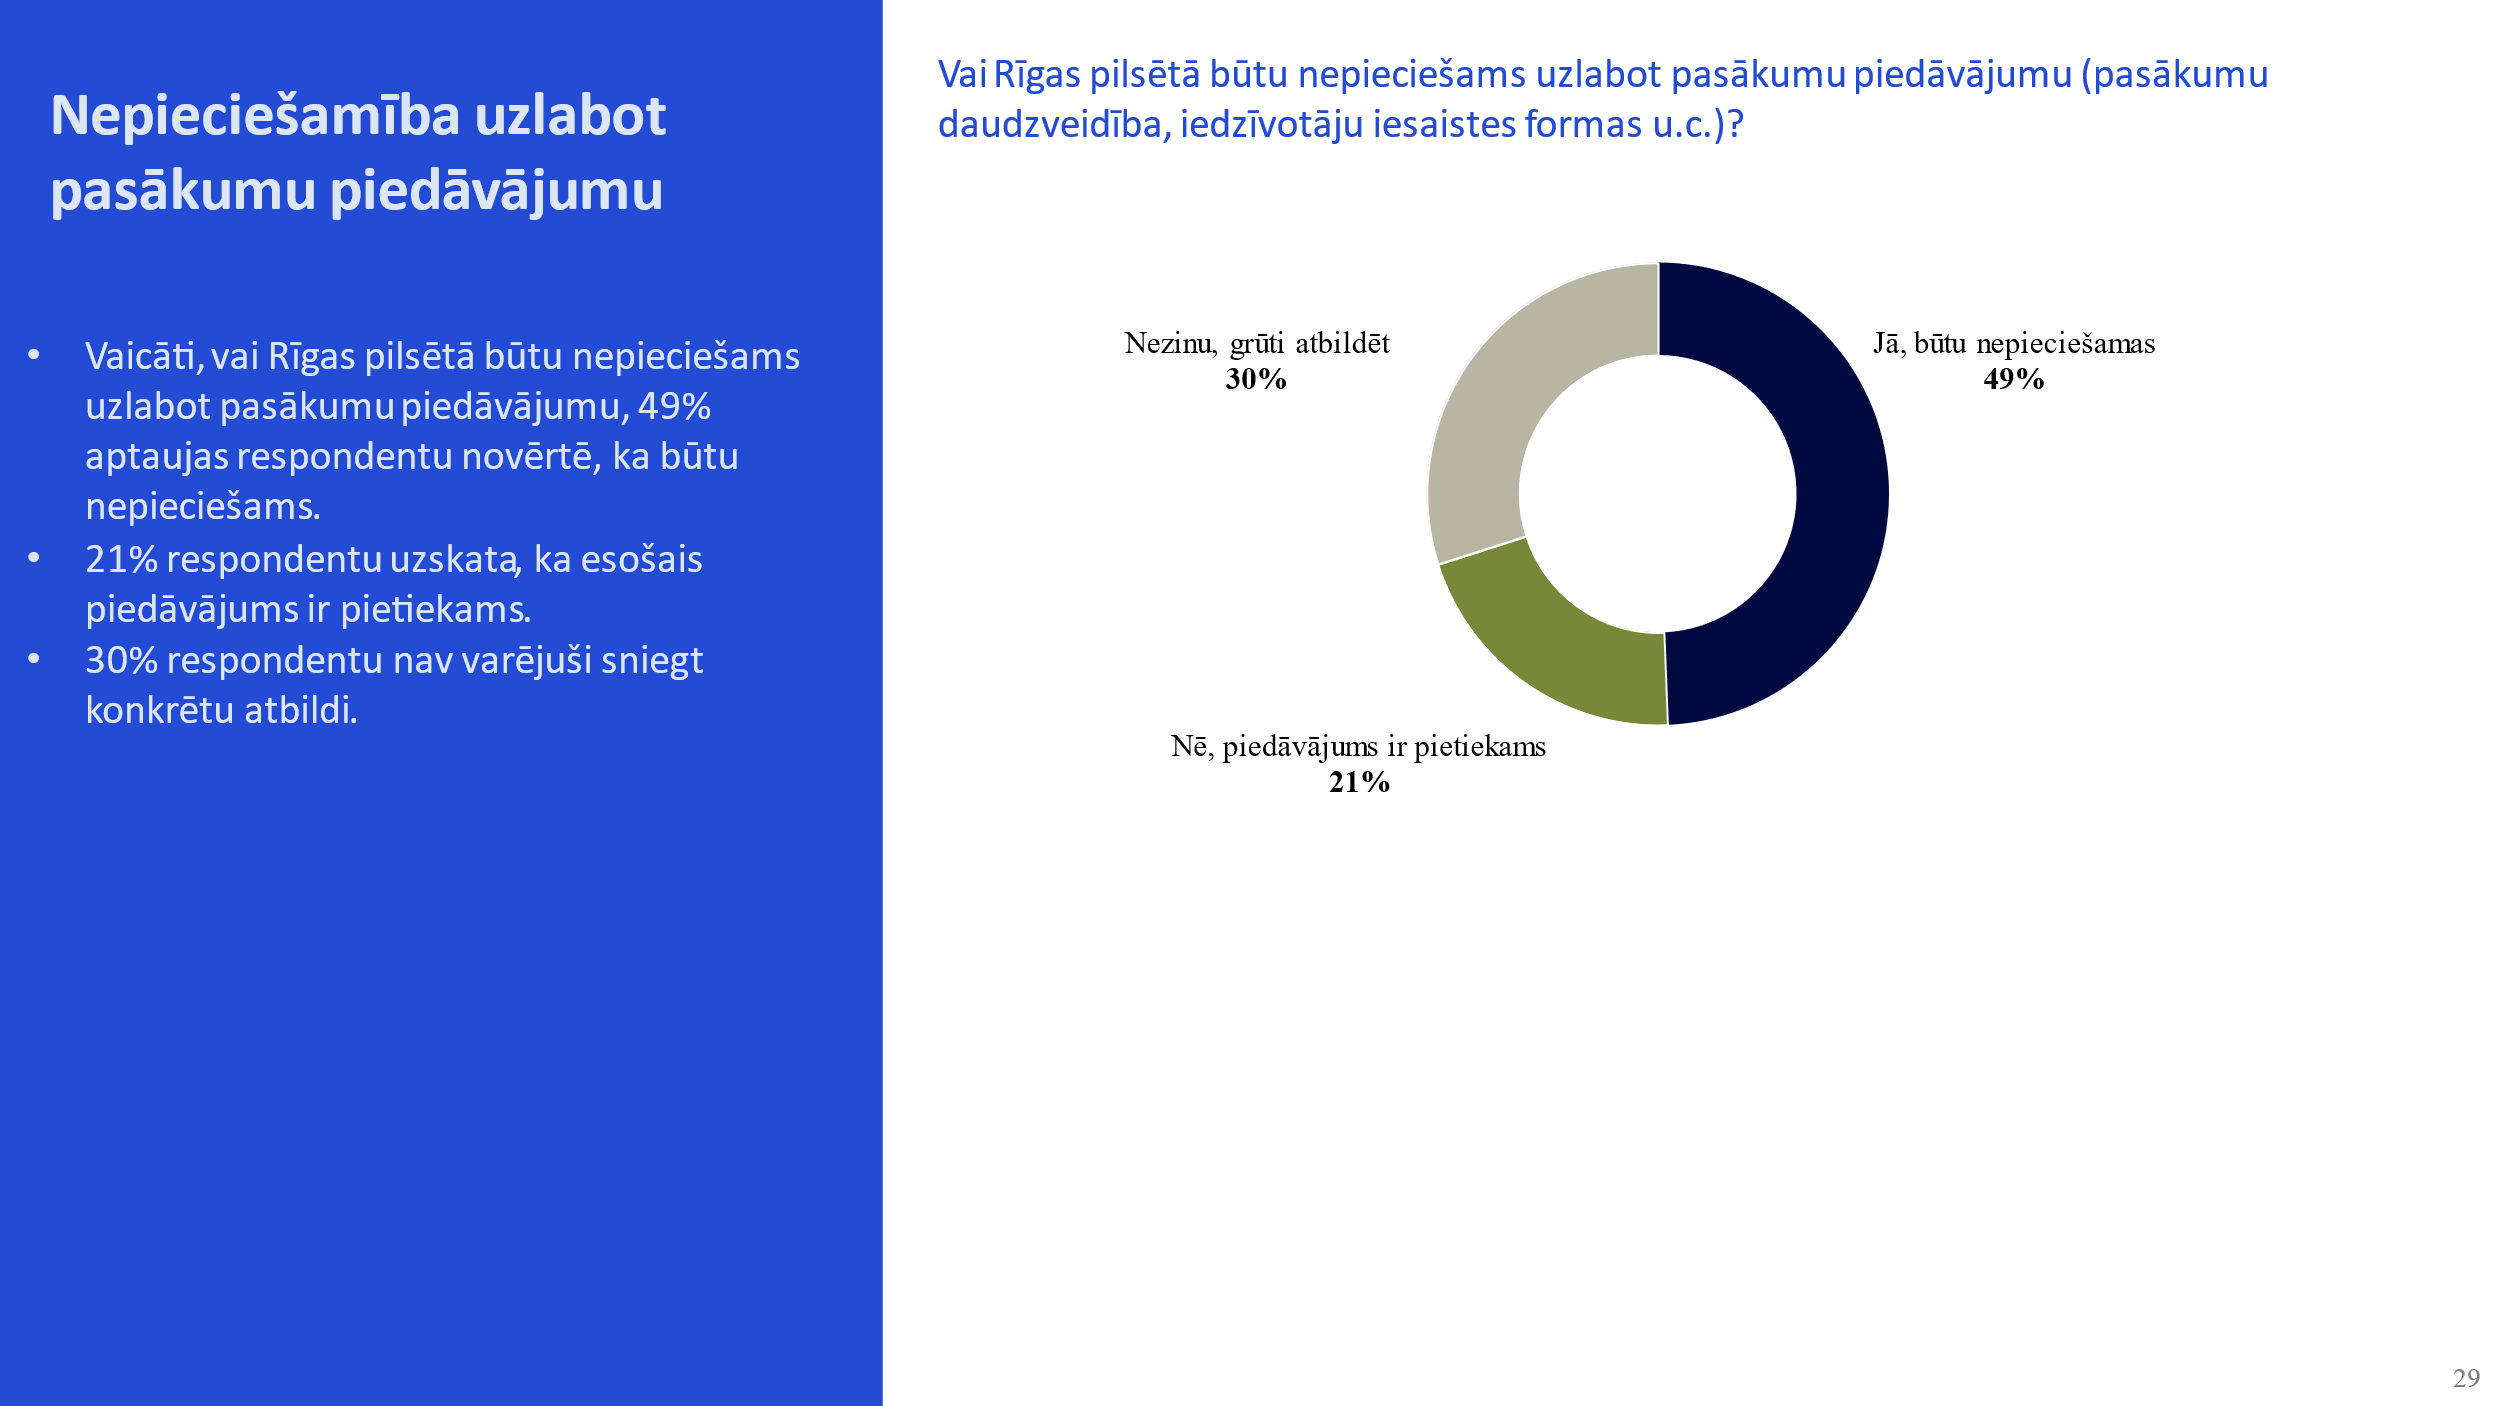 Nepieciešamība uzlabot
pasākumu piedāvājumu
• Vaicāti, vai Rīgas pilsētā būtu nepieciešams
uzlabot pasākumu piedāvājumu, 49%
aptaujas respondentu novērtē, ka būtu
nepieciešams.
• 21% respondentu uzskata, ka esošais
piedāvājums ir pietiekams.
• 30% respondentu nav varējuši sniegt
konkrētu atbildi.
Vai Rīgas pilsētā būtu nepieciešams uzlabot pasākumu piedāvājumu (pasākumu
daudzveidība, iedzīvotāju iesaistes formas u.c.)?
Nezinu, grūti atbildēt
30%
Jā, būtu nepieciešamas
49%
Nē, piedāvājums ir pietiekams
21%
29